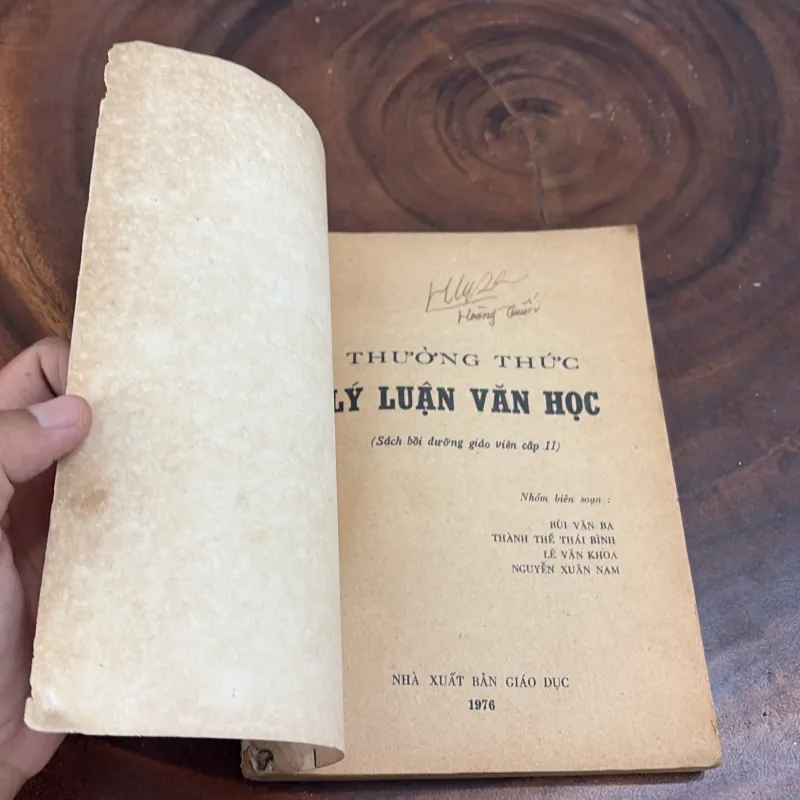 Hoàng Tuấn
THƯỜNG THỨC
LÝ LUẬN VĂN HỌC
(Sách bồi dưỡng giáo viên cấp II)
Nhóm biên soạn :
BÙI VĂN BA
THÀNH THẾ THÁI BÌNH
LÊ VĂN KHOA
NGUYỄN XUÂN NAM
NHÀ XUẤT BẢN GIÁO DỤC
1976